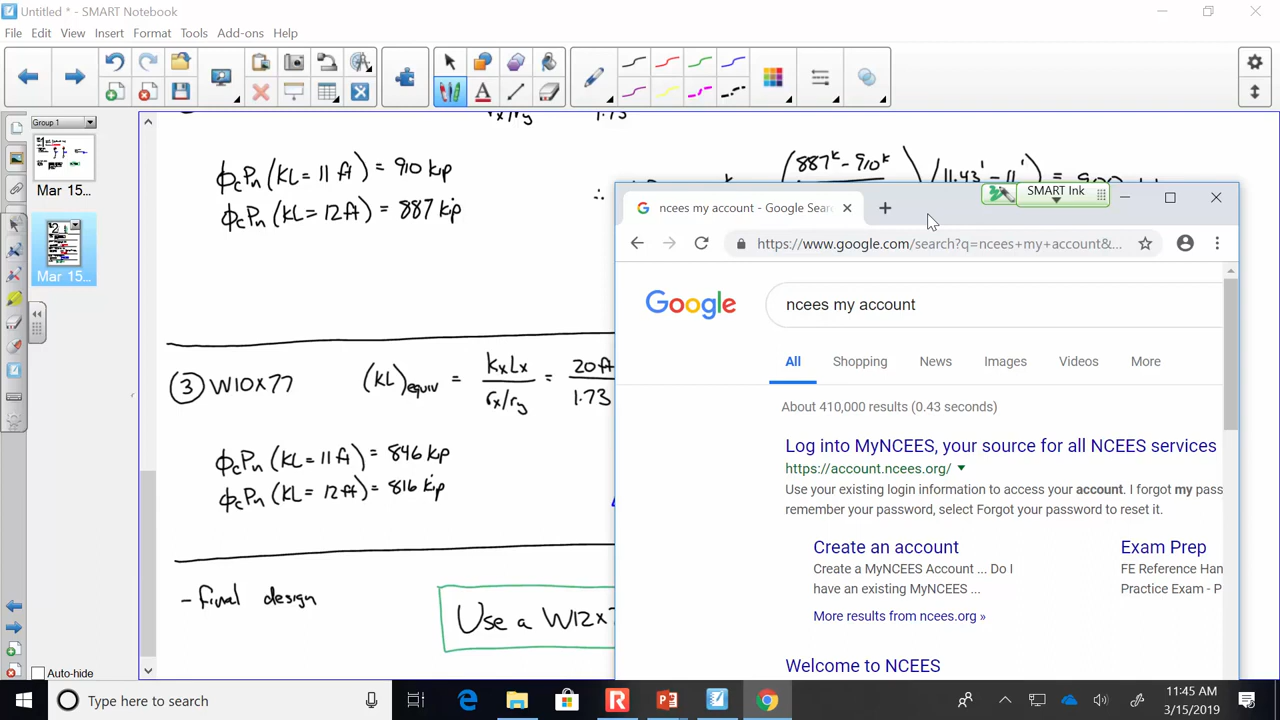 Untitled * - SMART Notebook
File Edit View Insert Format Tools Add-ons Help
Group 1
Mar 15...
Mar 15...
Auto-hide
rx/ry 1.73
ϕcPn (KL = 11 ft) = 910 kip
ϕcPn (KL = 12 ft) = 887 kip
∴
(887ᵏ - 910ᵏ) / (11.43' - 11') =
③ W10x77 (KL)equiv = KxLx / rx/ry = 20 ft / 1.73
ϕcPn (KL = 11 ft) = 846 kip
ϕcPn (KL = 12 ft) = 816 kip
- final design
Use a W12x7
SMART Ink
ncees my account - Google Sear
https://www.google.com/search?q=ncees+my+account&...
Google
ncees my account
All Shopping News Images Videos More
About 410,000 results (0.43 seconds)
Log into MyNCEES, your source for all NCEES services
https://account.ncees.org/
Use your existing login information to access your account. I forgot my pass
remember your password, select Forgot your password to reset it.
Create an account
Create a MyNCEES Account ... Do I
have an existing MyNCEES ...
Exam Prep
FE Reference Han
Practice Exam - P
More results from ncees.org »
Welcome to NCEES
Type here to search
11:45 AM
3/15/2019